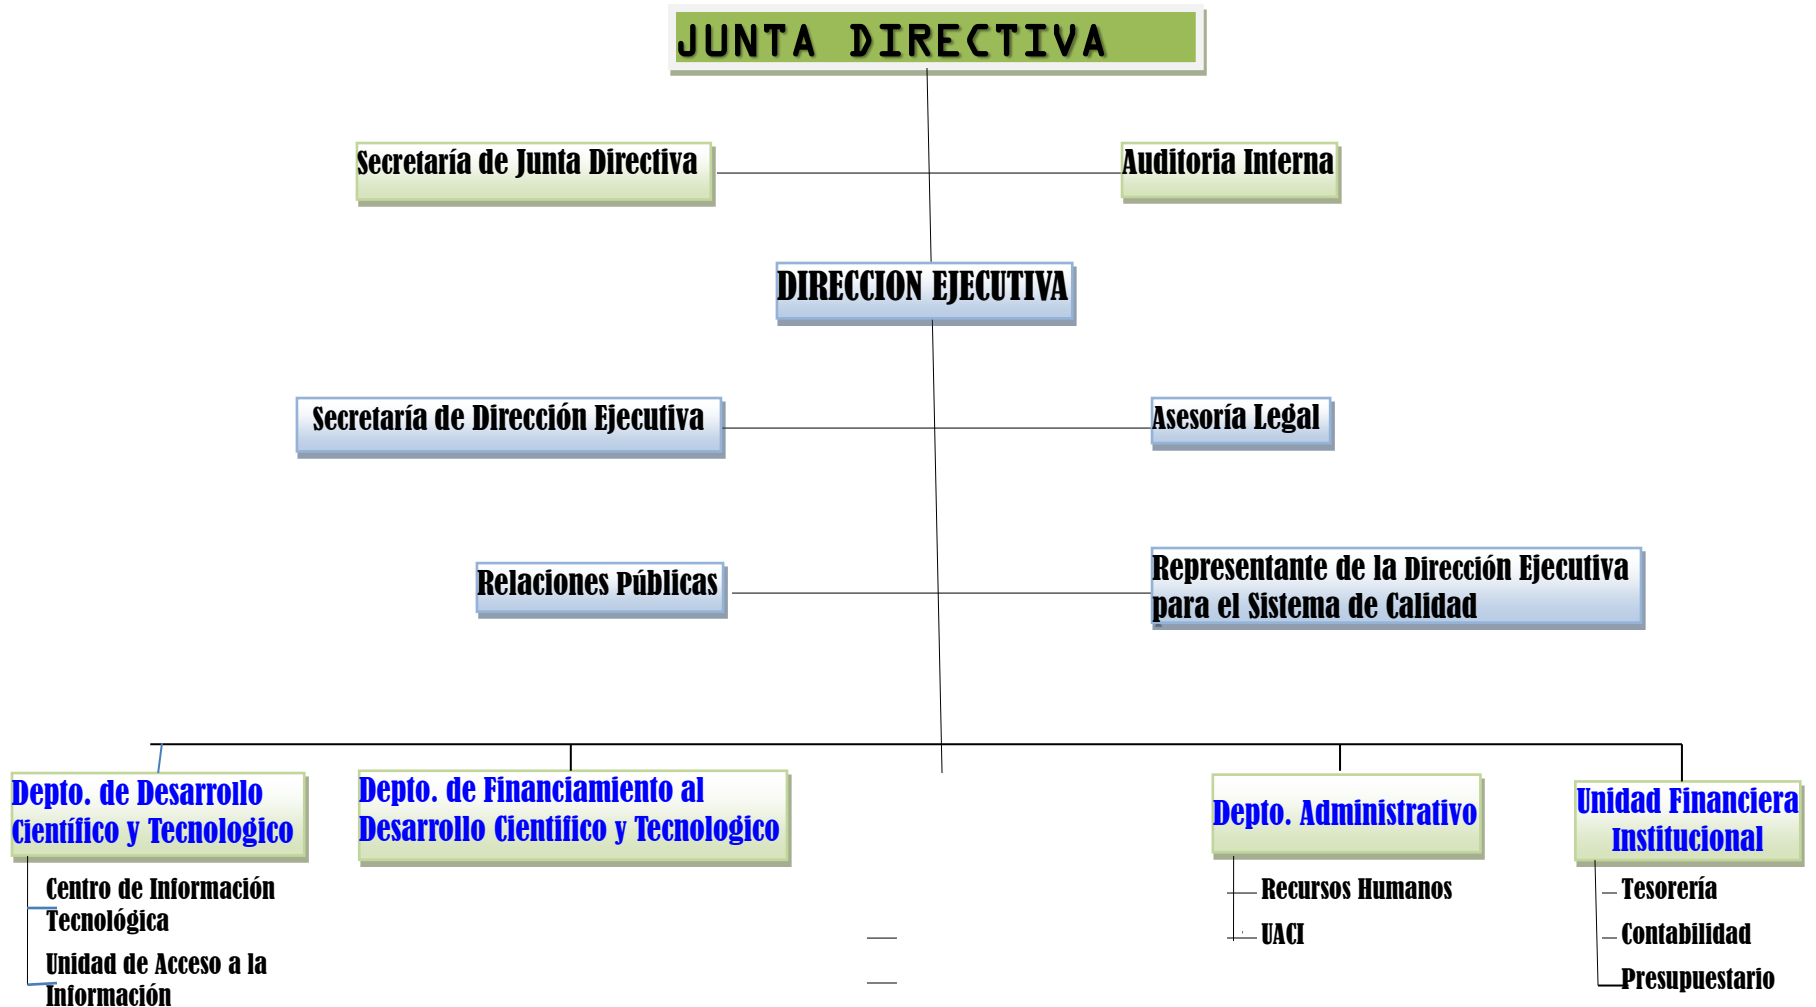 JUNTA DIRECTIVA
Secretaría de Junta Directiva
Auditoria Interna
DIRECCION EJECUTIVA
Secretaría de Dirección Ejecutiva
Asesoría Legal
Relaciones Públicas
Representante de la Dirección Ejecutiva
para el Sistema de Calidad
Depto. de Desarrollo
Científico y Tecnologico
Depto. de Financiamiento al
Desarrollo Cientifico y Tecnologico
Depto. Administrativo
Unidad Financiera
Institucional
Centro de Información
Tecnológica
Unidad de Acceso a la
Información
Recursos Humanos
UACI
Tesorería
Contabilidad
Presupuestario